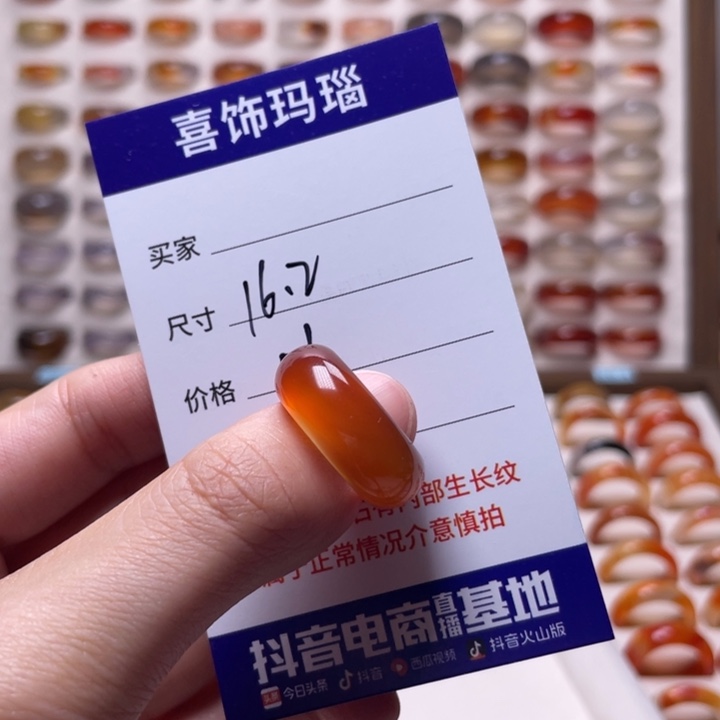 喜饰玛瑙
买家
尺寸 16.2
价格
内部生长纹
属于正常情况介意慎拍
抖音电商直播基地
今日头条 抖音 西瓜视频 抖音火山版